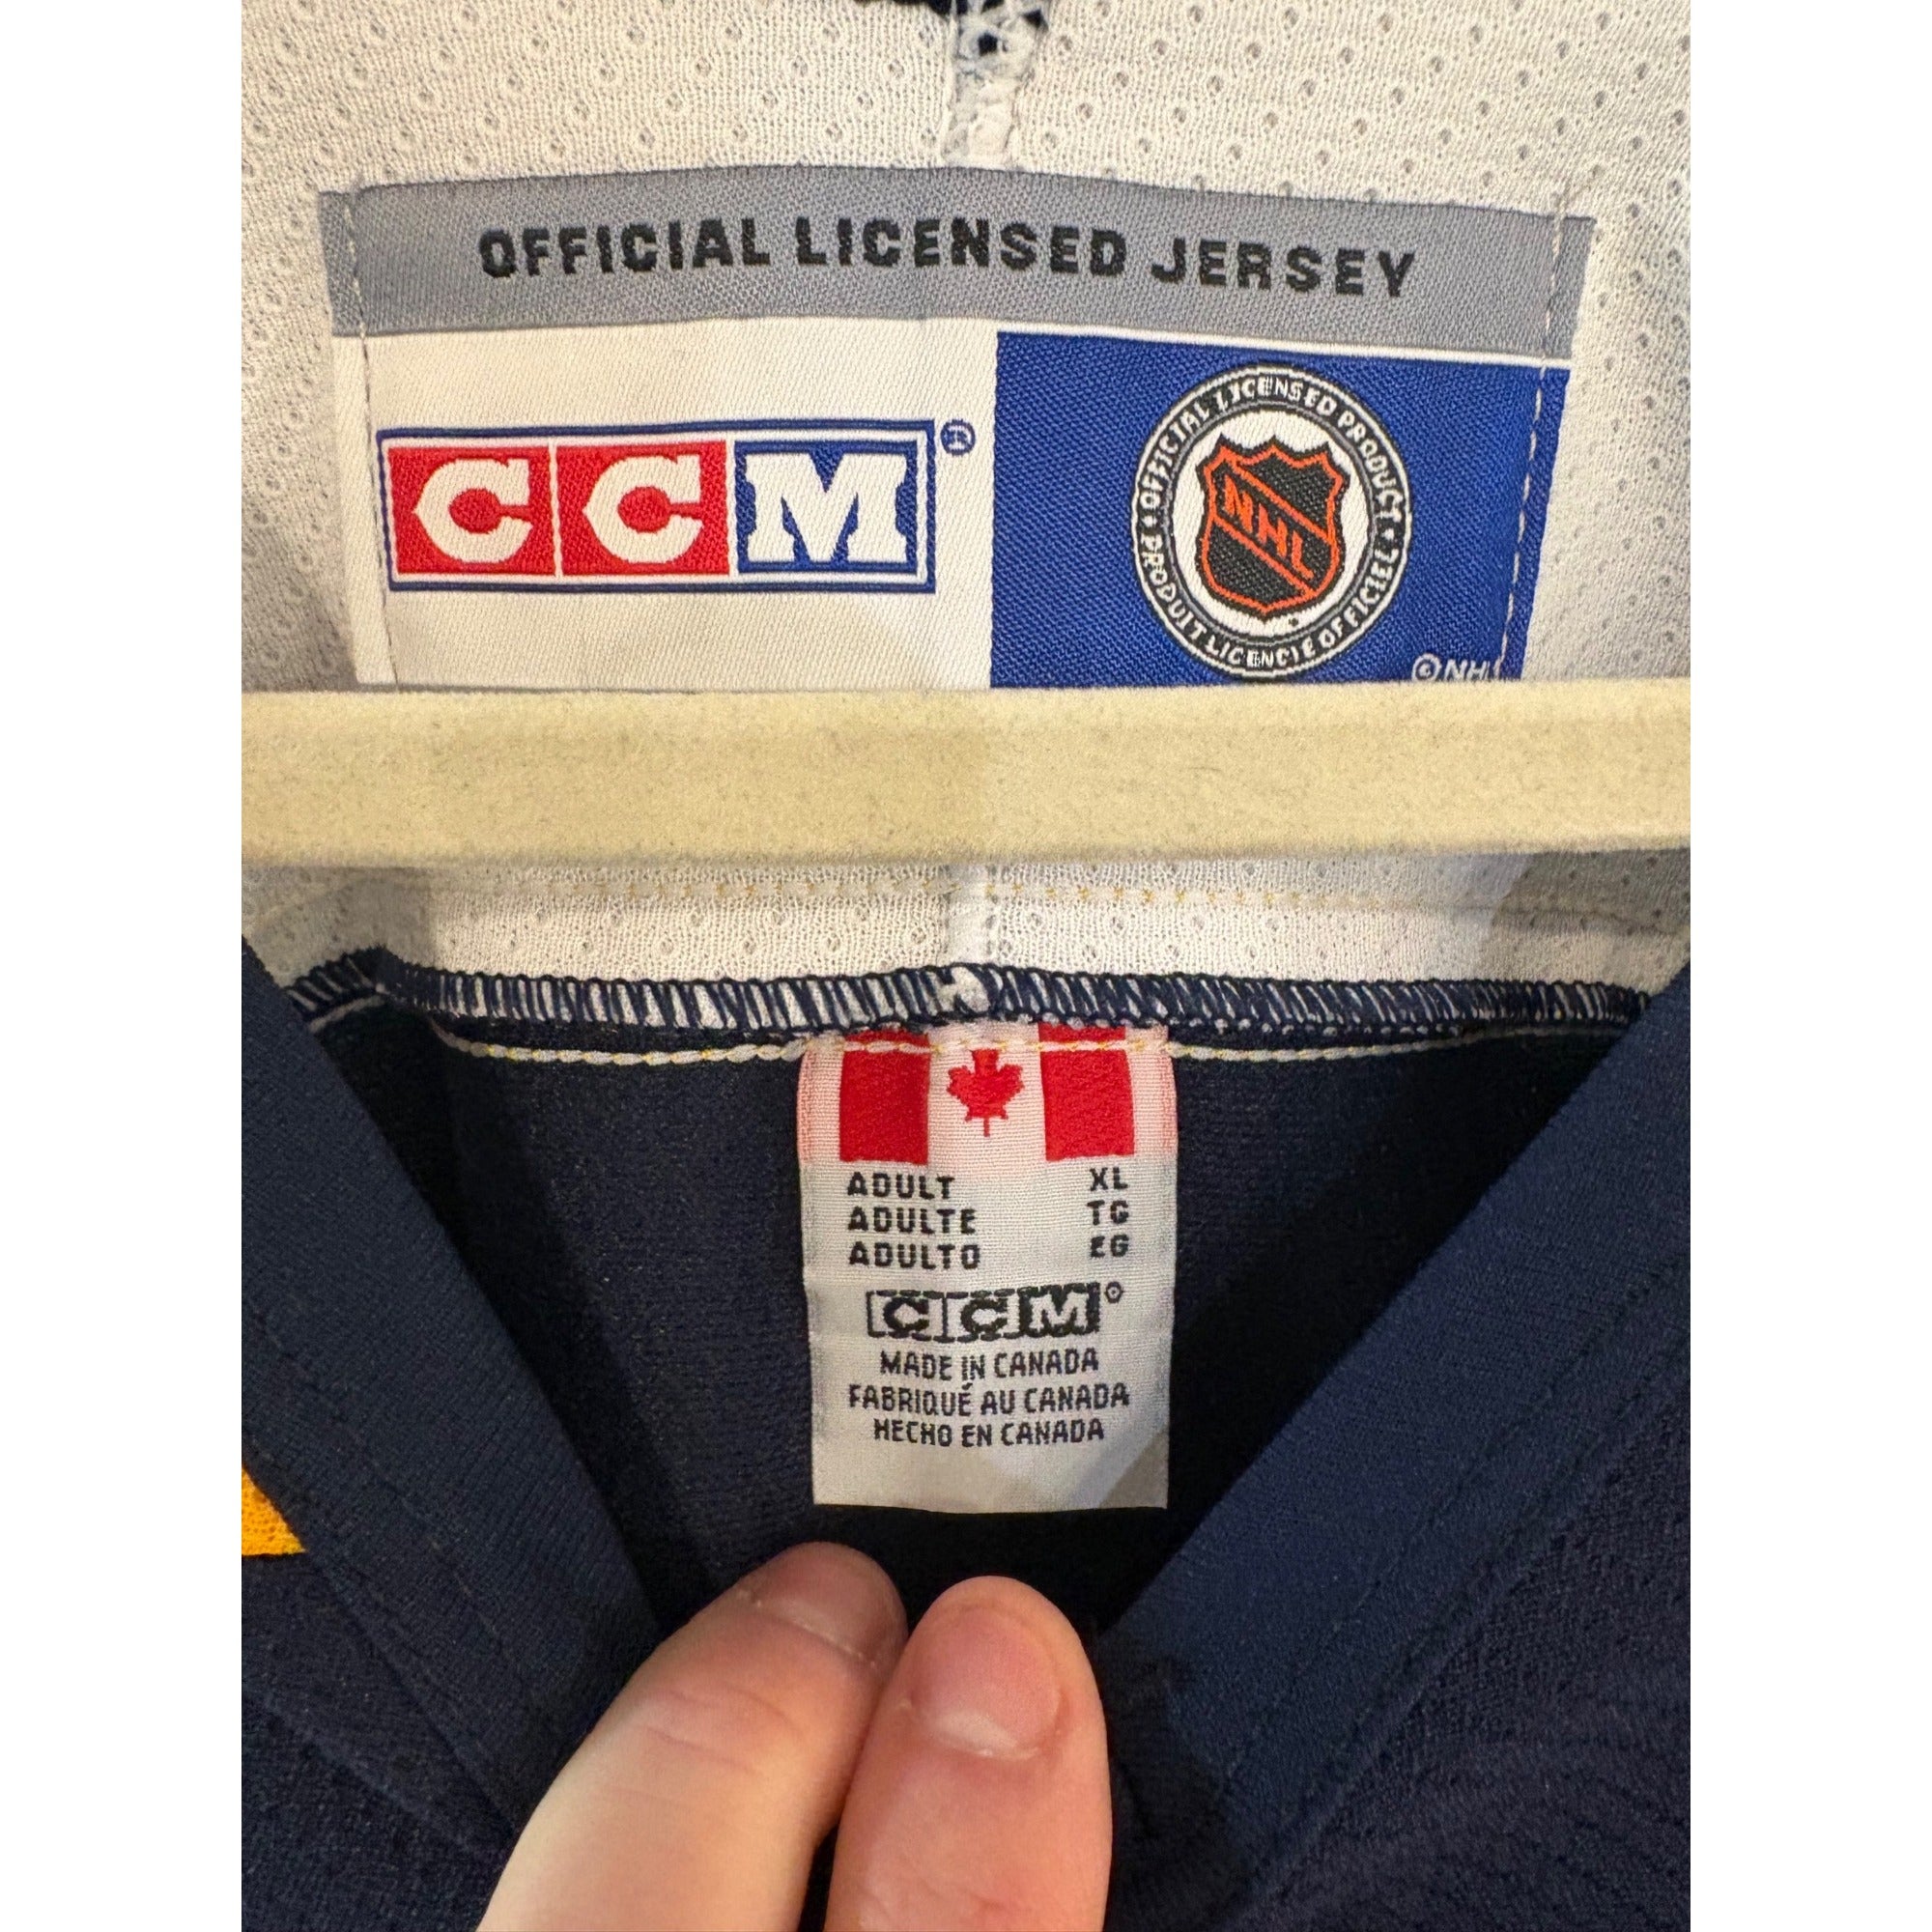 OFFICIAL LICENSED JERSEY
CCM®
OFFICIAL LICENSED PRODUCT
NHL
PRODUIT LICENCIE OFFICIEL
©NH
ADULT XL
ADULTE TG
ADULTO EG
CCM®
MADE IN CANADA
FABRIQUÉ AU CANADA
HECHO EN CANADA